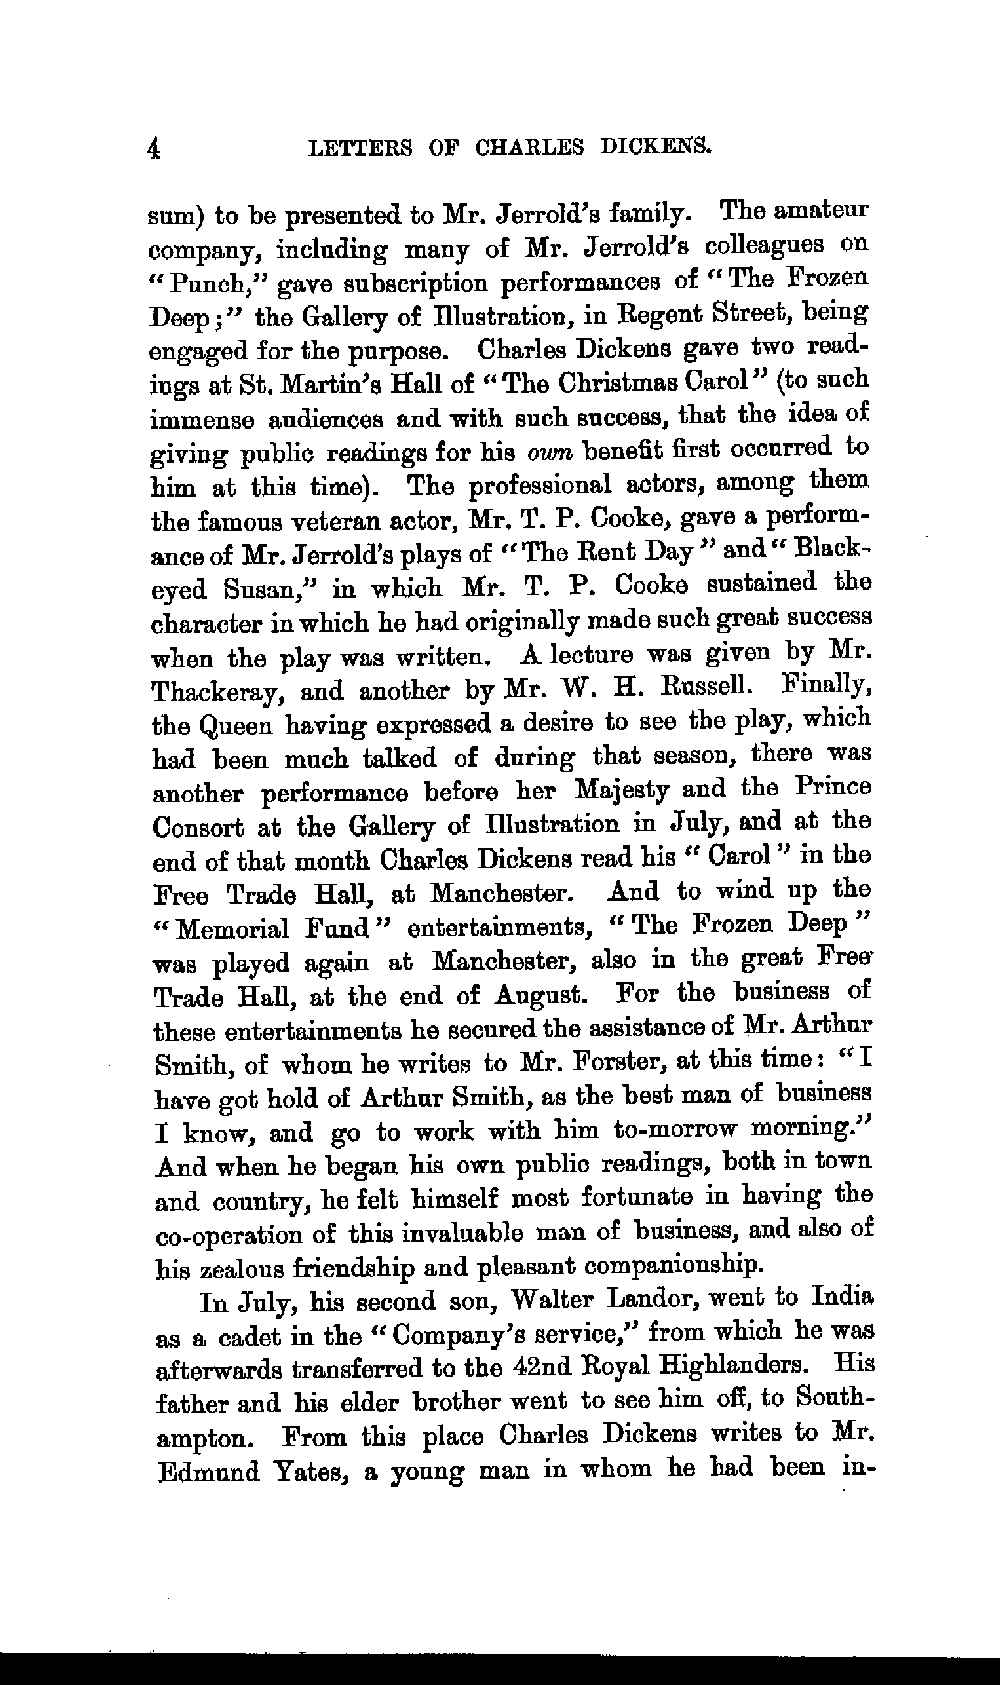 4 LETTERS OF CHARLES DICKENS.
sum) to be presented to Mr. Jerrold's family. The amateur
company, including many of Mr. Jerrold's colleagues on
“Punch,” gave subscription performances of “The Frozen
Deep;” the Gallery of Illustration, in Regent Street, being
engaged for the purpose. Charles Dickens gave two read-
ings at St. Martin's Hall of “The Christmas Carol” (to such
immense audiences and with such success, that the idea of
giving public readings for his own benefit first occurred to
him at this time). The professional actors, among them
the famous veteran actor, Mr. T. P. Cooke, gave a perform-
ance of Mr. Jerrold's plays of “The Rent Day” and “Black-
eyed Susan,” in which Mr. T. P. Cooke sustained the
character in which he had originally made such great success
when the play was written. A lecture was given by Mr.
Thackeray, and another by Mr. W. H. Russell. Finally,
the Queen having expressed a desire to see the play, which
had been much talked of during that season, there was
another performance before her Majesty and the Prince
Consort at the Gallery of Illustration in July, and at the
end of that month Charles Dickens read his “Carol” in the
Free Trade Hall, at Manchester. And to wind up the
“Memorial Fund” entertainments, “The Frozen Deep”
was played again at Manchester, also in the great Free
Trade Hall, at the end of August. For the business of
these entertainments he secured the assistance of Mr. Arthur
Smith, of whom he writes to Mr. Forster, at this time: “I
have got hold of Arthur Smith, as the best man of business
I know, and go to work with him to-morrow morning.”
And when he began his own public readings, both in town
and country, he felt himself most fortunate in having the
co-operation of this invaluable man of business, and also of
his zealous friendship and pleasant companionship.
In July, his second son, Walter Landor, went to India
as a cadet in the “Company's service,” from which he was
afterwards transferred to the 42nd Royal Highlanders. His
father and his elder brother went to see him off, to South-
ampton. From this place Charles Dickens writes to Mr.
Edmund Yates, a young man in whom he had been in-